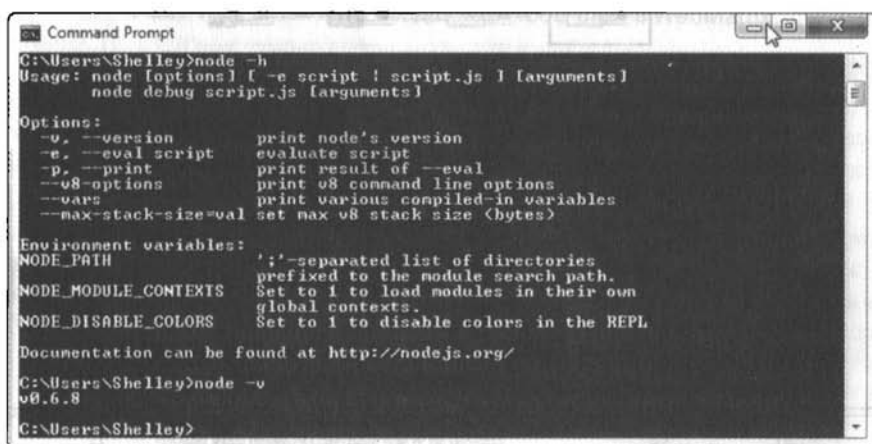 Command Prompt
C:\Users\Shelley>node -h
Usage: node [options] [ -e script | script.js ] [arguments]
node debug script.js [arguments]
Options:
-v, --version print node's version
-e, --eval script evaluate script
-p, --print print result of --eval
--v8-options print v8 command line options
--vars print various compiled-in variables
--max-stack-size=val set max v8 stack size (bytes)
Environment variables:
NODE_PATH ';'-separated list of directories
prefixed to the module search path.
NODE_MODULE_CONTEXTS Set to 1 to load modules in their own
global contexts.
NODE_DISABLE_COLORS Set to 1 to disable colors in the REPL
Documentation can be found at http://nodejs.org/
C:\Users\Shelley>node -v
v0.6.8
C:\Users\Shelley>